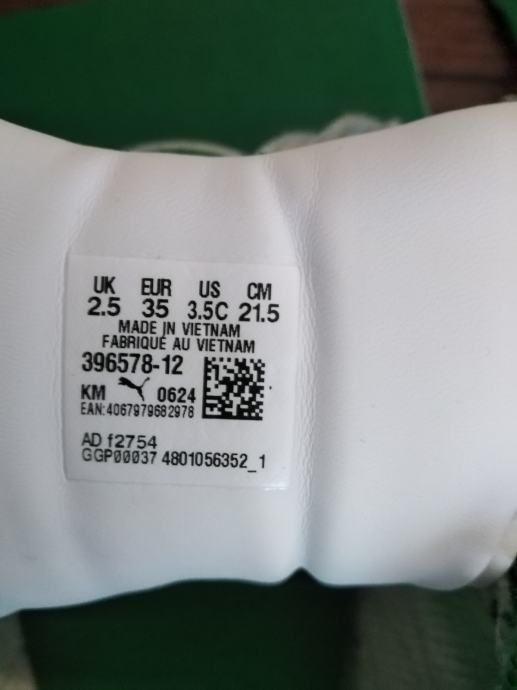 UK EUR US CM
2.5 35 3.5C 21.5
MADE IN VIETNAM
FABRIQUÉ AU VIETNAM
396578-12
KM 0624
EAN:4067979682978
AD f2754
GGP00037 4801056352_1